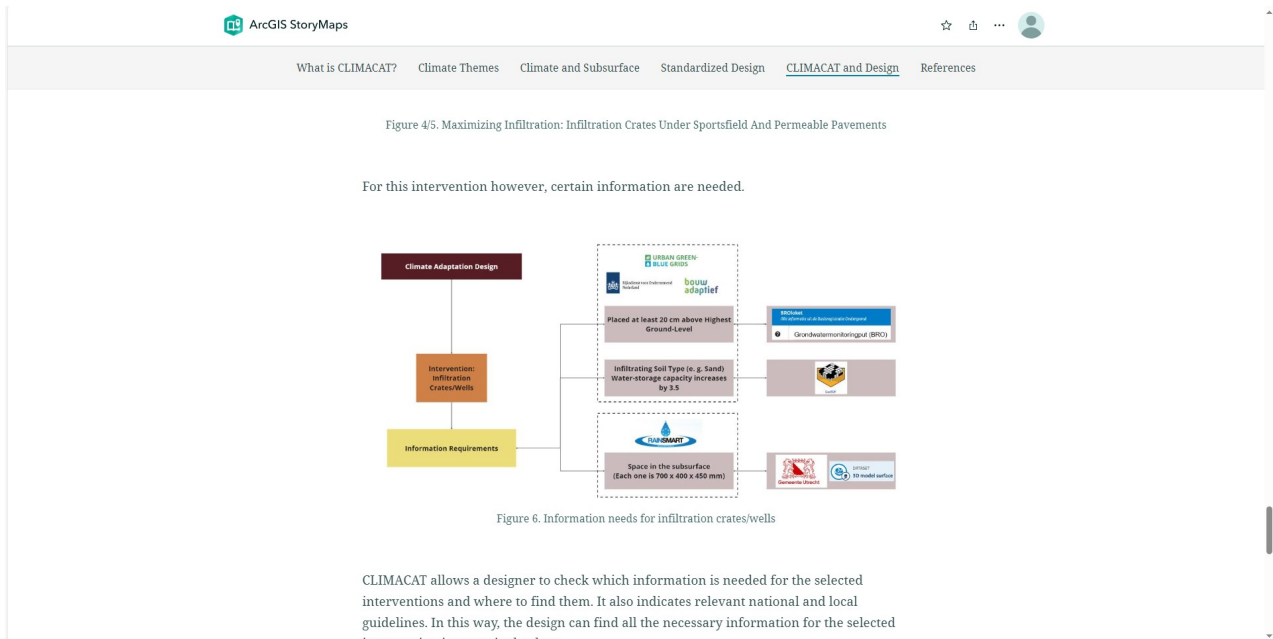 ArcGIS StoryMaps
What is CLIMACAT?
Climate Themes
Climate and Subsurface
Standardized Design
CLIMACAT and Design
References
Figure 4/5. Maximizing Infiltration: Infiltration Crates Under Sportsfield And Permeable Pavements
For this intervention however, certain information are needed.
Climate Adaptation Design
Intervention:
Infiltration
Crates/Wells
Information Requirements
URBAN GREEN-
BLUE GRIDS
Rijksdienst voor Ondernemend
Nederland
bouw
adaptief
Placed at least 20 cm above Highest
Ground-Level
Infiltrating Soil Type (e. g. Sand)
Water-storage capacity increases
by 3.5
RAINSMART
Space in the subsurface
(Each one is 700 x 400 x 450 mm)
BROloket
Grondwatermonitoringput (BRO)
Gemeente Utrecht
DATASET
3D model surface
Figure 6. Information needs for infiltration crates/wells
CLIMACAT allows a designer to check which information is needed for the selected
interventions and where to find them. It also indicates relevant national and local
guidelines. In this way, the design can find all the necessary information for the selected